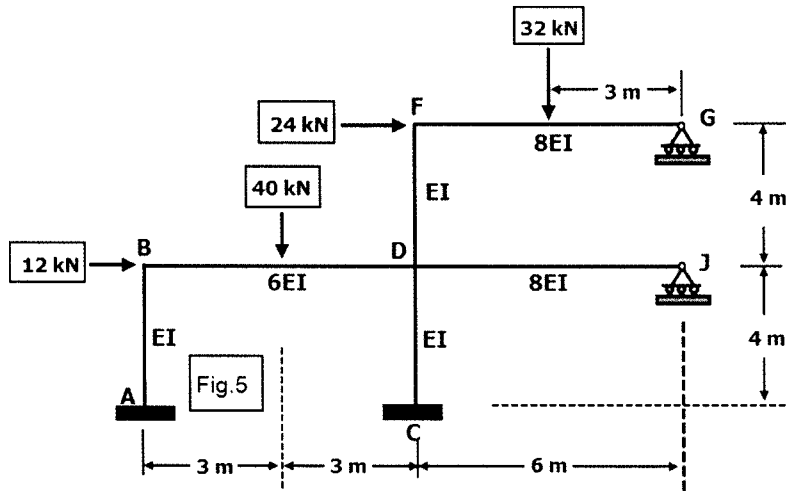 32 kN
3 m
F
G
24 kN
8EI
40 kN
EI
4 m
B
D
J
12 kN
6EI
8EI
EI
EI
4 m
Fig.5
A
C
3 m
3 m
6 m